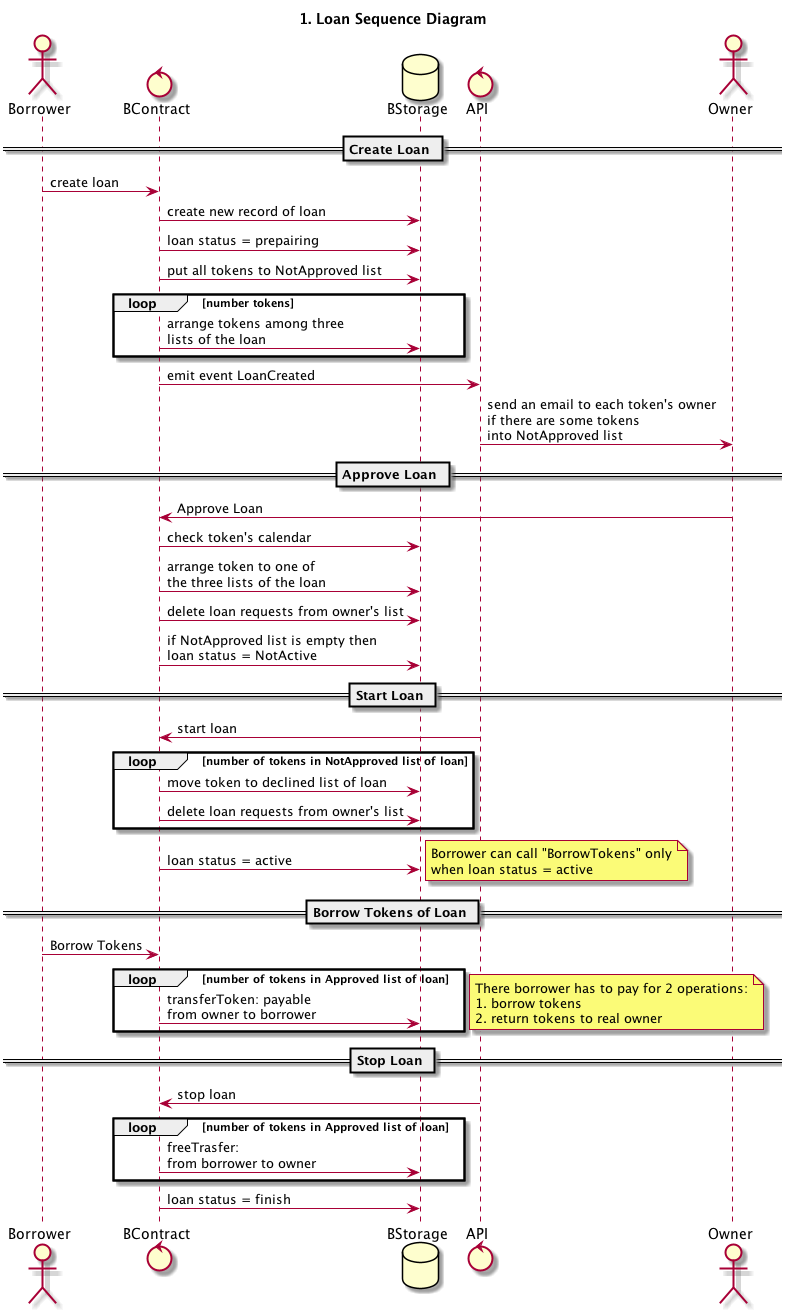 1. Loan Sequence Diagram
Borrower
BContract
BStorage
API
Owner
Create Loan
create loan
create new record of loan
loan status = prepairing
put all tokens to NotApproved list
loop [number tokens]
arrange tokens among three
lists of the loan
emit event LoanCreated
send an email to each token's owner
if there are some tokens
into NotApproved list
Approve Loan
Approve Loan
check token's calendar
arrange token to one of
the three lists of the loan
delete loan requests from owner's list
if NotApproved list is empty then
loan status = NotActive
Start Loan
start loan
loop [number of tokens in NotApproved list of loan]
move token to declined list of loan
delete loan requests from owner's list
loan status = active
Borrower can call "BorrowTokens" only
when loan status = active
Borrow Tokens of Loan
Borrow Tokens
loop [number of tokens in Approved list of loan]
transferToken: payable
from owner to borrower
There borrower has to pay for 2 operations:
1. borrow tokens
2. return tokens to real owner
Stop Loan
stop loan
loop [number of tokens in Approved list of loan]
freeTrasfer:
from borrower to owner
loan status = finish
Borrower
BContract
BStorage
API
Owner